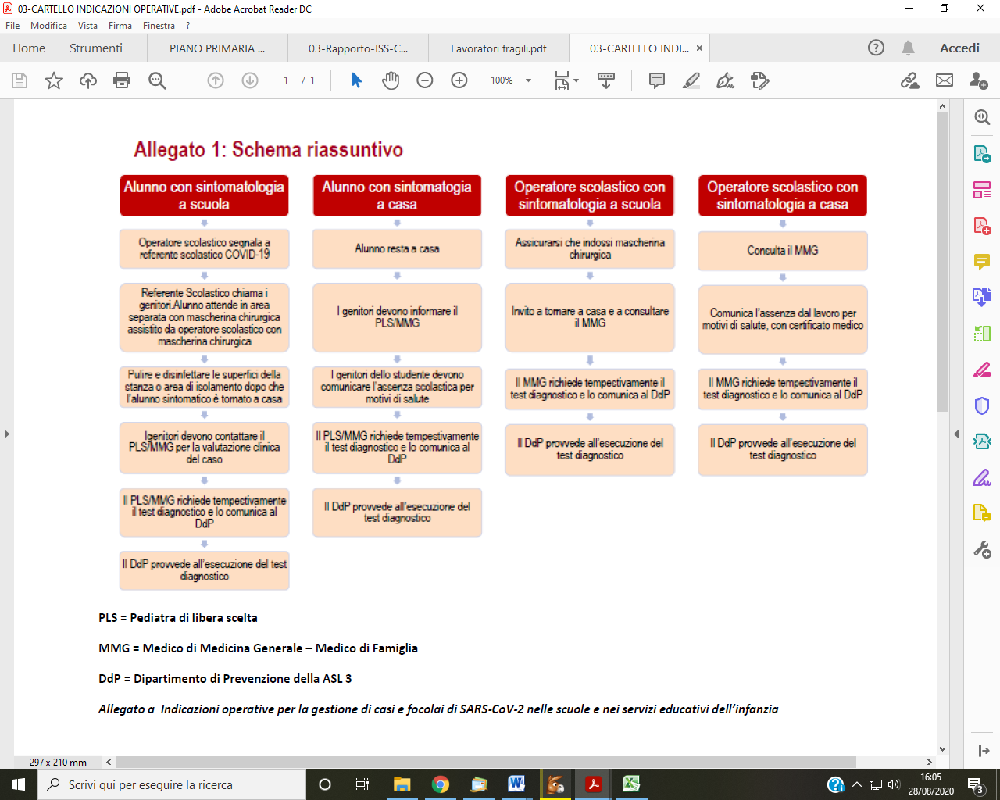 03-CARTELLO INDICAZIONI OPERATIVE.pdf - Adobe Acrobat Reader DC
File Modifica Vista Firma Finestra ?
Home Strumenti PIANO PRIMARIA ... 03-Rapporto-ISS-C... Lavoratori fragili.pdf 03-CARTELLO INDI... × Accedi
1 / 1 100%
Allegato 1: Schema riassuntivo
Alunno con sintomatologia
a scuola
Operatore scolastico segnala a
referente scolastico COVID-19
Referente Scolastico chiama i
genitori.Alunno attende in area
separata con mascherina chirurgica
assistito da operatore scolastico con
mascherina chirurgica
Pulire e disinfettare le superfici della
stanza o area di isolamento dopo che
l'alunno sintomatico è tornato a casa
Igenitori devono contattare il
PLS/MMG per la valutazione clinica
del caso
Il PLS/MMG richiede tempestivamente
il test diagnostico e lo comunica al
DdP
Il DdP provvede all'esecuzione del test
diagnostico
Alunno con sintomatogia
a casa
Alunno resta a casa
I genitori devono informare il
PLS/MMG
I genitori dello studente devono
comunicare l'assenza scolastica per
motivi di salute
Il PLS/MMG richiede tempestivamente
il test diagnostico e lo comunica al
DdP
Il DdP provvede all'esecuzione del
test diagnostico
Operatore scolastico con
sintomatologia a scuola
Assicurarsi che indossi mascherina
chirurgica
Invito a tornare a casa e a consultare
il MMG
Il MMG richiede tempestivamente il
test diagnostico e lo comunica al DdP
Il DdP provvede all'esecuzione del
test diagnostico
Operatore scolastico con
sintomatologia a casa
Consulta il MMG
Comunica l'assenza dal lavoro per
motivi di salute, con certificato medico
Il MMG richiede tempestivamente il
test diagnostico e lo comunica al DdP
Il DdP provvede all'esecuzione del
test diagnostico
PLS = Pediatra di libera scelta
MMG = Medico di Medicina Generale – Medico di Famiglia
DdP = Dipartimento di Prevenzione della ASL 3
Allegato a  Indicazioni operative per la gestione di casi e focolai di SARS-CoV-2 nelle scuole e nei servizi educativi dell'infanzia
297 x 210 mm
Scrivi qui per eseguire la ricerca
16:05
28/08/2020
3